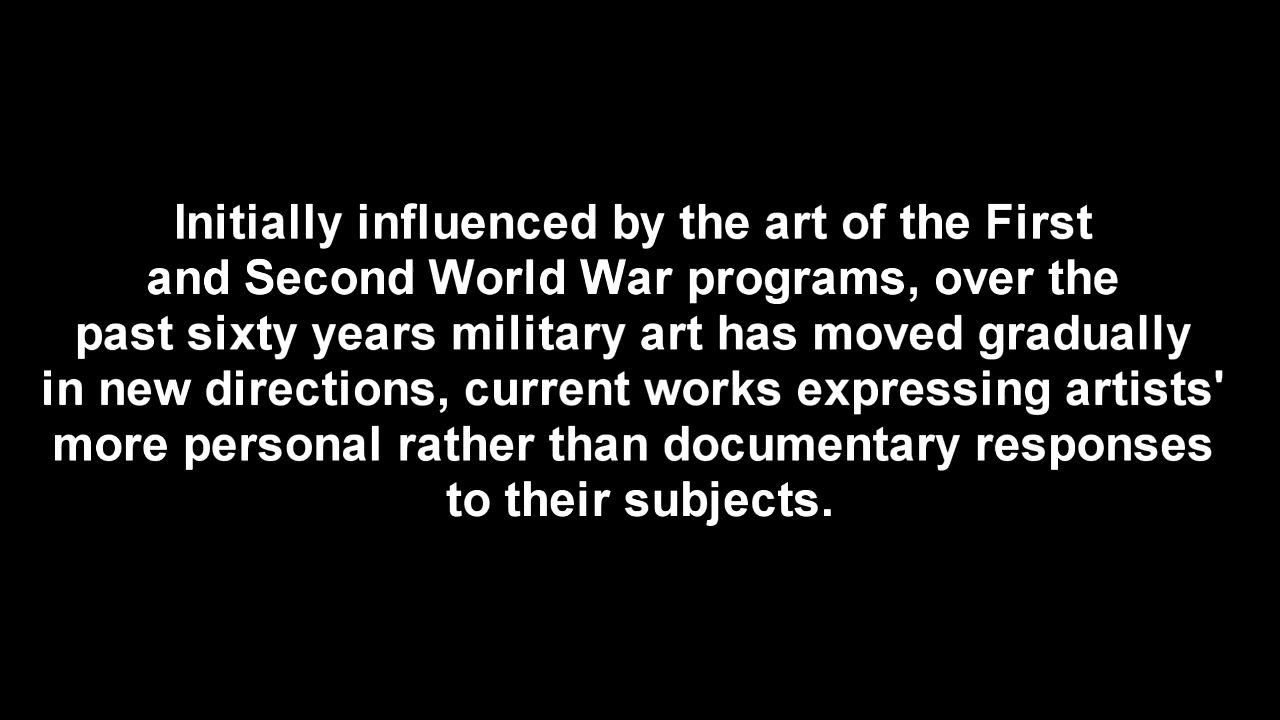 Initially influenced by the art of the First
and Second World War programs, over the
past sixty years military art has moved gradually
in new directions, current works expressing artists'
more personal rather than documentary responses
to their subjects.